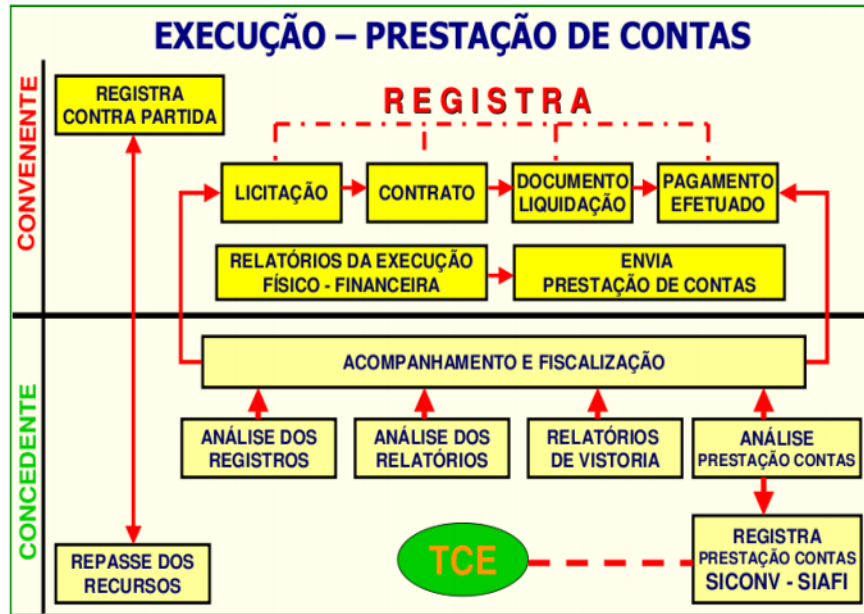 EXECUÇÃO – PRESTAÇÃO DE CONTAS
CONVENENTE
REGISTRA
CONTRA PARTIDA
REGISTRA
LICITAÇÃO
CONTRATO
DOCUMENTO
LIQUIDAÇÃO
PAGAMENTO
EFETUADO
RELATÓRIOS DA EXECUÇÃO
FÍSICO - FINANCEIRA
ENVIA
PRESTAÇÃO DE CONTAS
CONCEDENTE
ACOMPANHAMENTO E FISCALIZAÇÃO
ANÁLISE DOS
REGISTROS
ANÁLISE DOS
RELATÓRIOS
RELATÓRIOS
DE VISTORIA
ANÁLISE
PRESTAÇÃO CONTAS
REPASSE DOS
RECURSOS
TCE
REGISTRA
PRESTAÇÃO CONTAS
SICONV - SIAFI